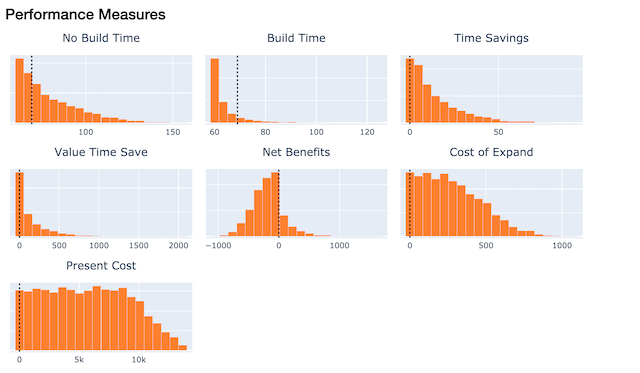 Performance Measures
No Build Time
Build Time
Time Savings
100 150
60 80 100 120
0 50
Value Time Save
Net Benefits
Cost of Expand
0 500 1000 1500 2000
−1000 0 1000
0 500 1000
Present Cost
0 5k 10k